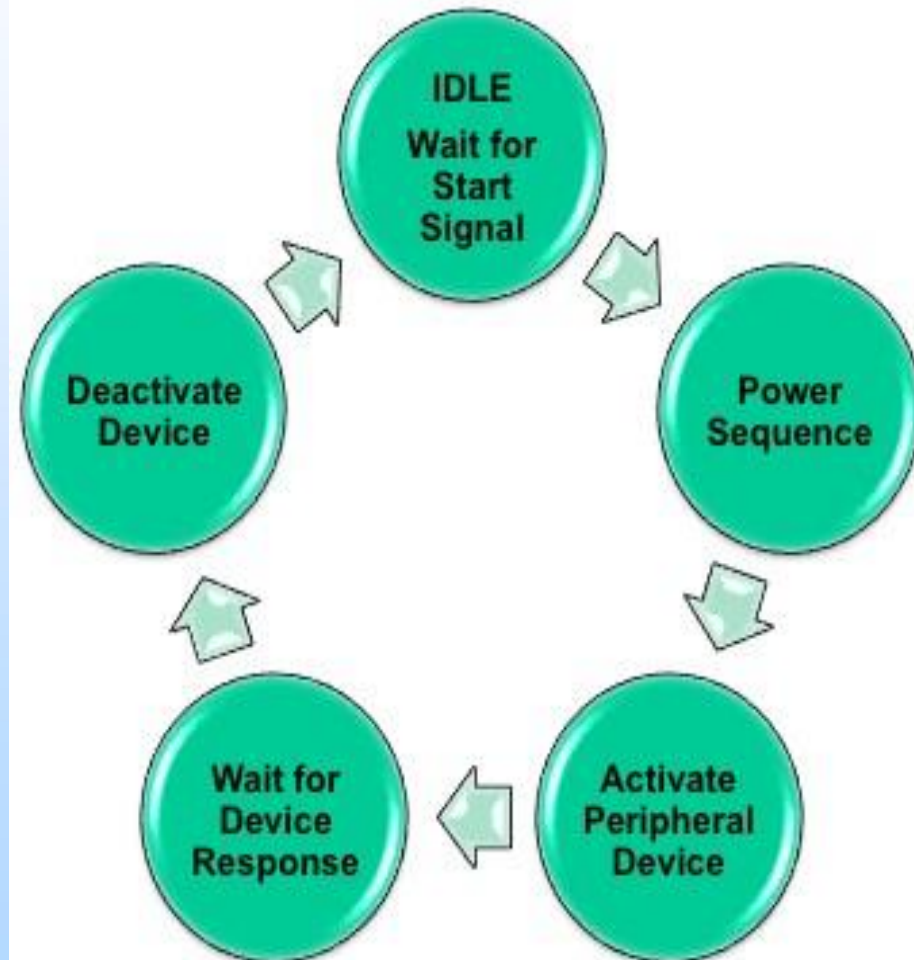 IDLE
Wait for
Start
Signal
Power
Sequence
Activate
Peripheral
Device
Wait for
Device
Response
Deactivate
Device